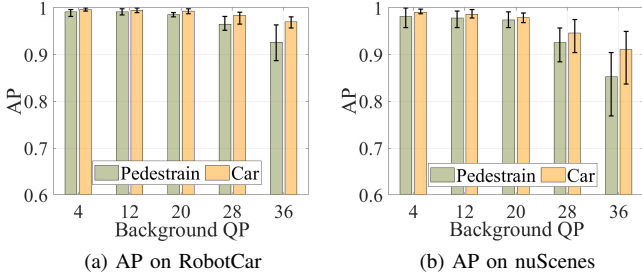 1
0.9
0.8
0.7
0.6
AP
Pedestrain Car
4 12 20 28 36
Background QP
(a) AP on RobotCar
1
0.9
0.8
0.7
0.6
AP
Pedestrain Car
4 12 20 28 36
Background QP
(b) AP on nuScenes